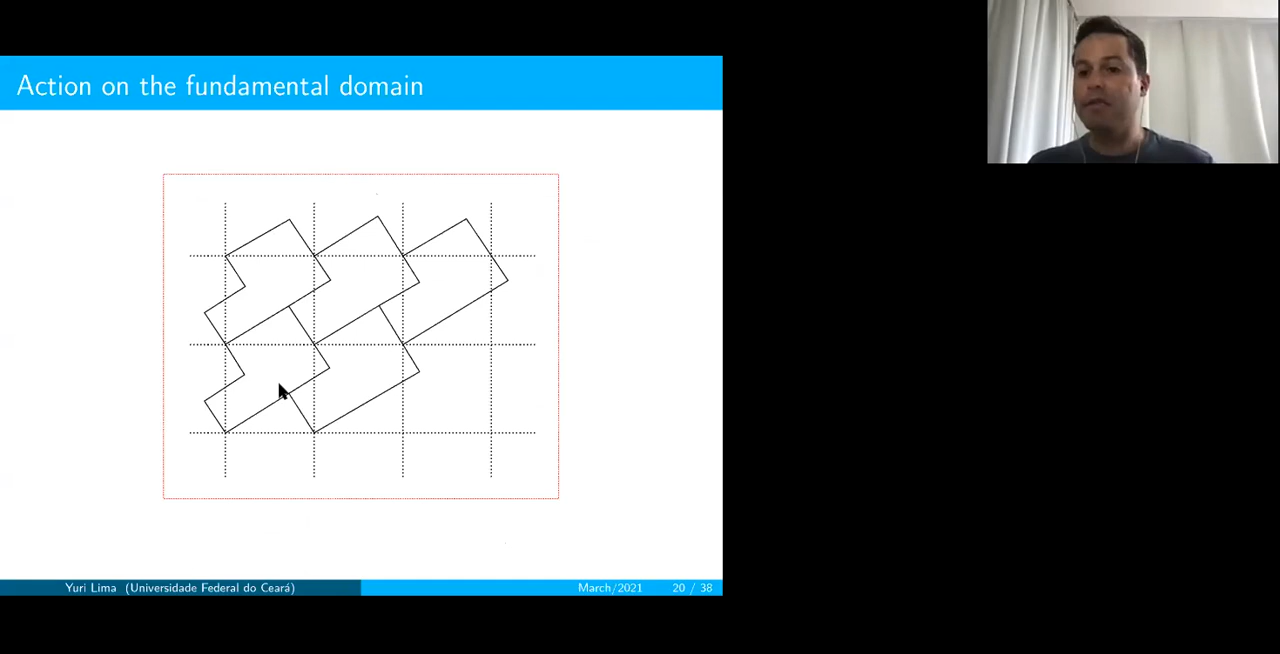 Action on the fundamental domain
Yuri Lima (Universidade Federal do Ceará)
March/2021
20 / 38